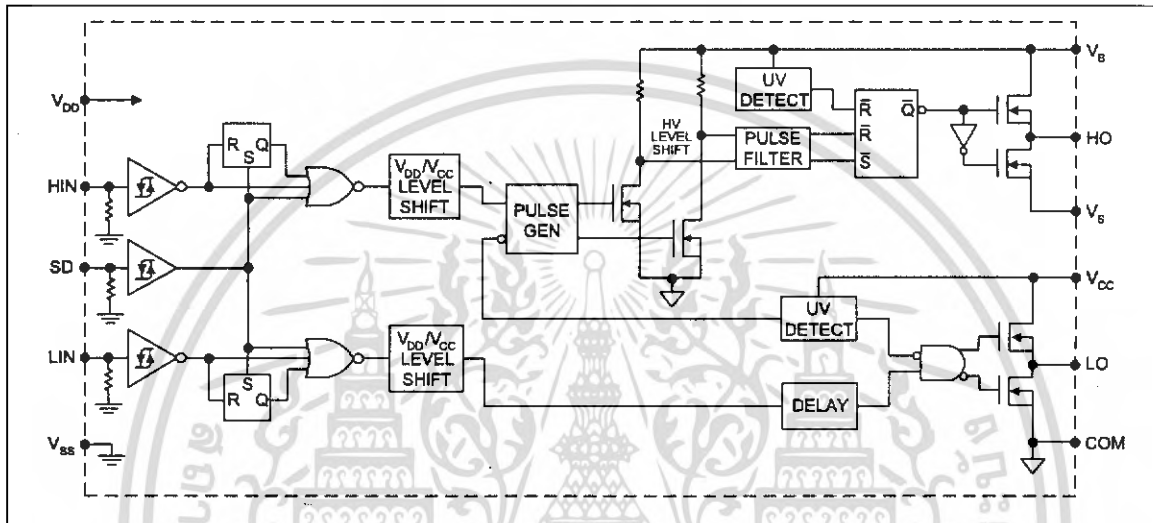 V_B
UV
DETECT
V_DD
R̅ Q̅
HV
LEVEL
SHIFT
R̅
HO
R Q
S
PULSE
FILTER
S̅
HIN
V_DD/V_CC
LEVEL
SHIFT
PULSE
GEN
V_S
SD
V_CC
UV
DETECT
LIN
V_DD/V_CC
LEVEL
SHIFT
LO
S
R Q
DELAY
V_SS
COM